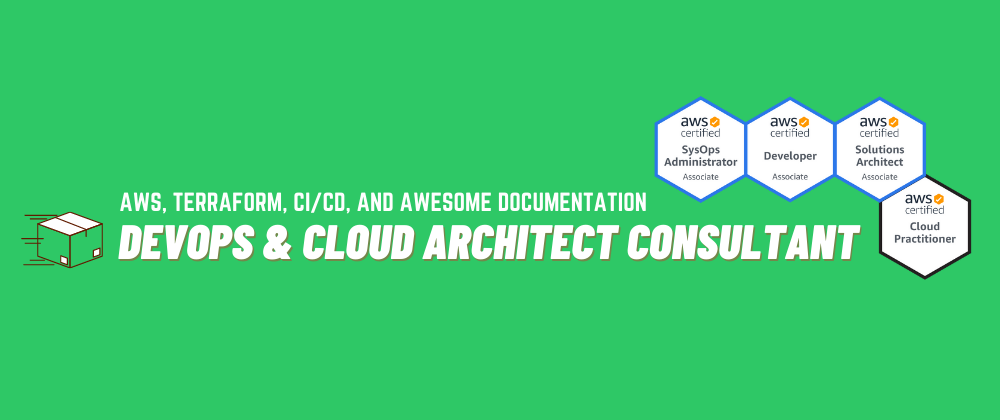 AWS, TERRAFORM, CI/CD, AND AWESOME DOCUMENTATION
DEVOPS & CLOUD ARCHITECT CONSULTANT
aws
certified
SysOps
Administrator
Associate
aws
certified
Developer
Associate
aws
certified
Solutions
Architect
Associate
aws
certified
Cloud
Practitioner